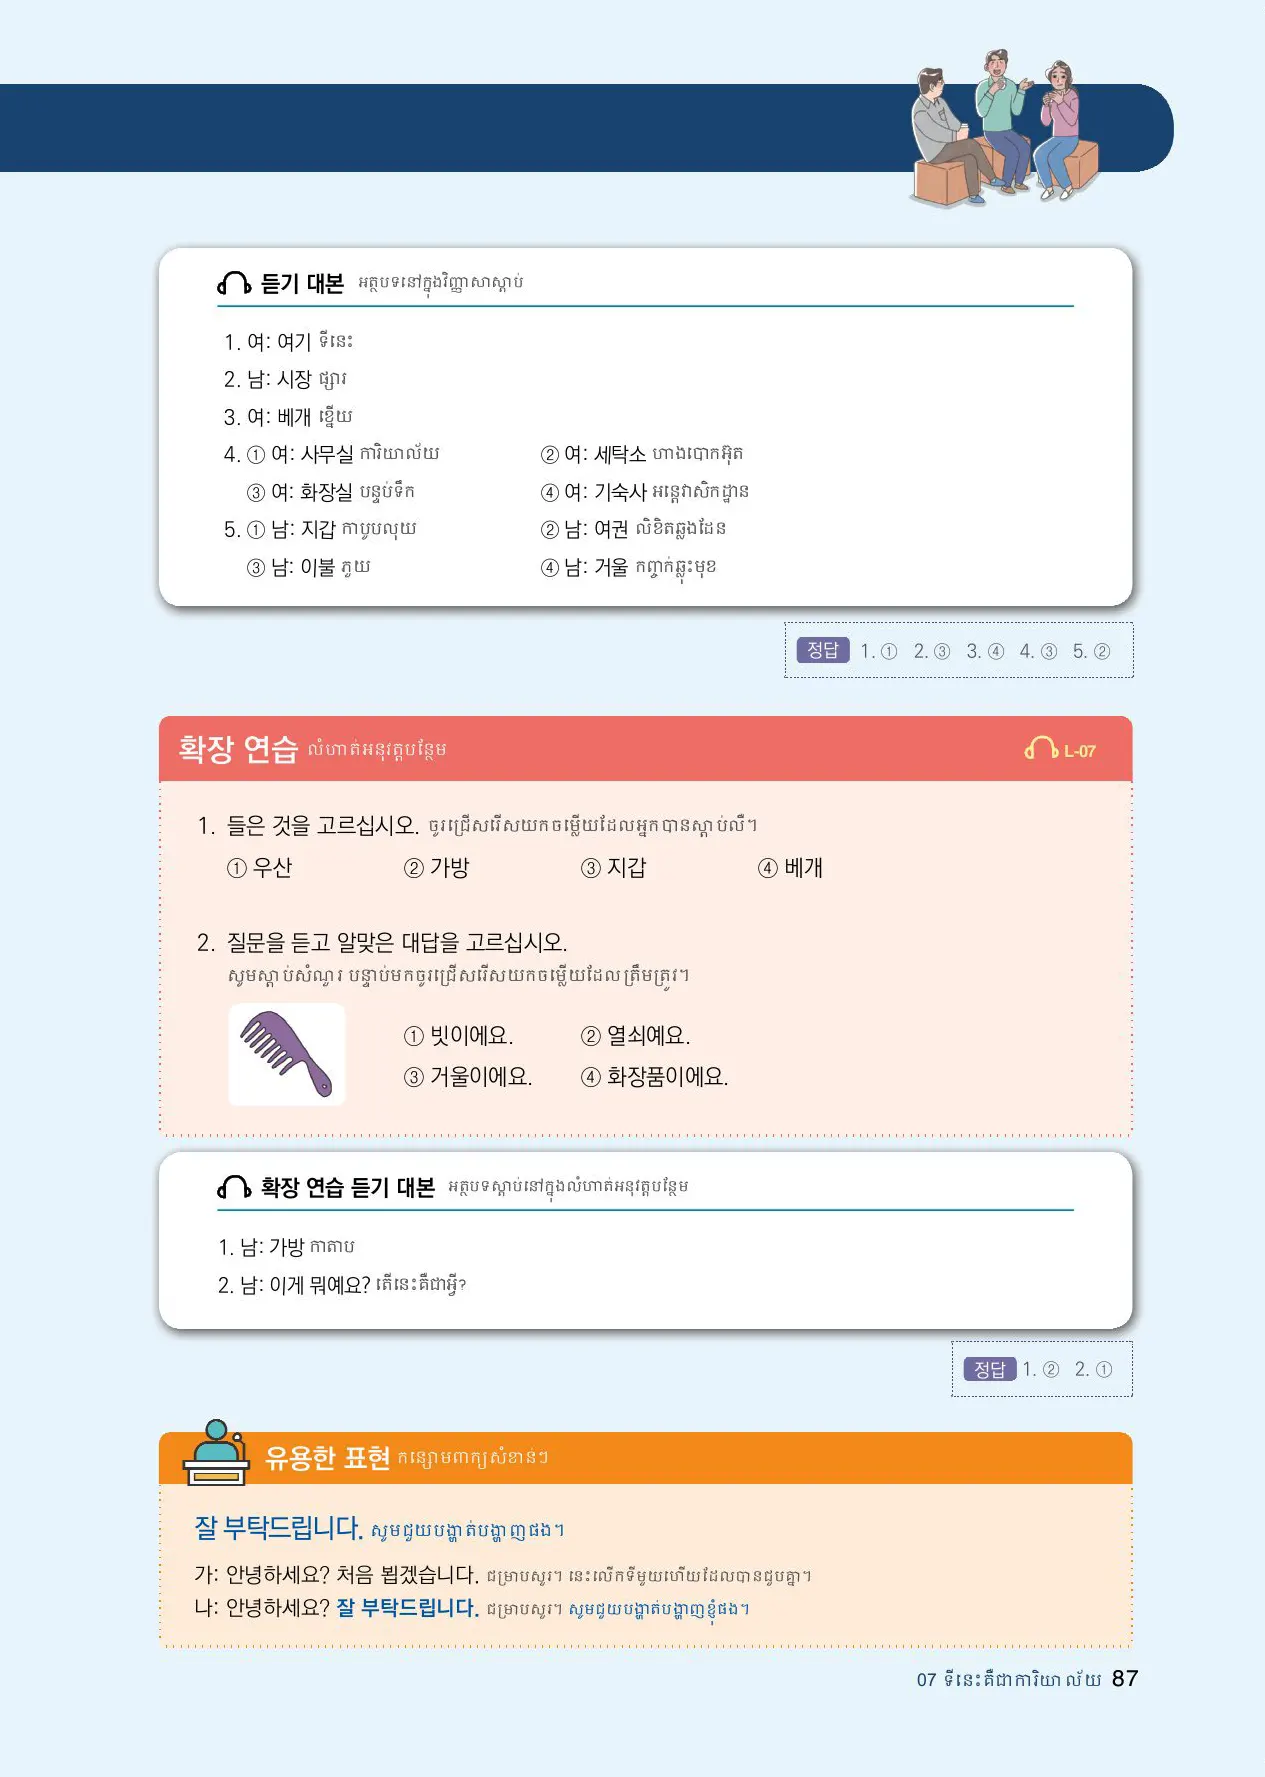 듣기 대본 អត្ថបទនៅក្នុងវិញ្ញាសាស្តាប់
1. 여: 여기 ទីនេះ
2. 남: 시장 ផ្សារ
3. 여: 베개 ខ្នើយ
4. ① 여: 사무실 ការិយាល័យ ② 여: 세탁소 ហាងបោកអ៊ុត
③ 여: 화장실 បន្ទប់ទឹក ④ 여: 기숙사 អន្តេវាសិកដ្ឋាន
5. ① 남: 지갑 កាបូបលុយ ② 남: 여권 លិខិតឆ្លងដែន
③ 남: 이불 ភួយ ④ 남: 거울 កញ្ចក់ឆ្លុះមុខ
정답 1. ① 2. ③ 3. ④ 4. ③ 5. ②
확장 연습 លំហាត់អនុវត្តបន្ថែម L-07
1. 들은 것을 고르십시오. ចូរជ្រើសរើសយកចម្លើយដែលអ្នកបានស្តាប់លឺ។
① 우산 ② 가방 ③ 지갑 ④ 베개
2. 질문을 듣고 알맞은 대답을 고르십시오.
សូមស្តាប់សំណួរ បន្ទាប់មកចូរជ្រើសរើសយកចម្លើយដែលត្រឹមត្រូវ។
① 빗이에요. ② 열쇠예요.
③ 거울이에요. ④ 화장품이에요.
확장 연습 듣기 대본 អត្ថបទស្តាប់នៅក្នុងលំហាត់អនុវត្តបន្ថែម
1. 남: 가방 កាតាប
2. 남: 이게 뭐예요? តើនេះគឺជាអ្វី?
정답 1. ② 2. ①
유용한 표현 កន្សោមពាក្យសំខាន់ៗ
잘 부탁드립니다. សូមជួយបង្ហាត់បង្ហាញផង។
가: 안녕하세요? 처음 뵙겠습니다. ជម្រាបសួរ។ នេះលើកទីមួយហើយដែលបានជួបគ្នា។
나: 안녕하세요? 잘 부탁드립니다. ជម្រាបសួរ។ សូមជួយបង្ហាត់បង្ហាញខ្ញុំផង។
07 ទីនេះគឺជាការិយាល័យ 87